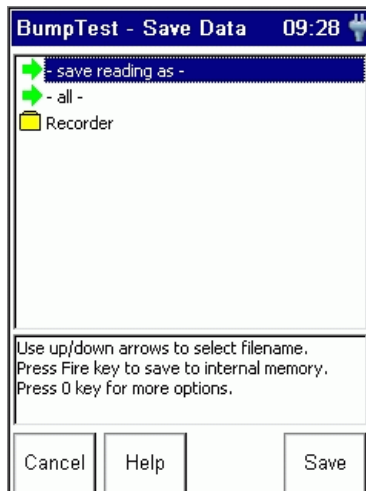 BumpTest - Save Data 09:28
- save reading as -
- all -
Recorder
Use up/down arrows to select filename.
Press Fire key to save to internal memory.
Press 0 key for more options.
Cancel Help Save